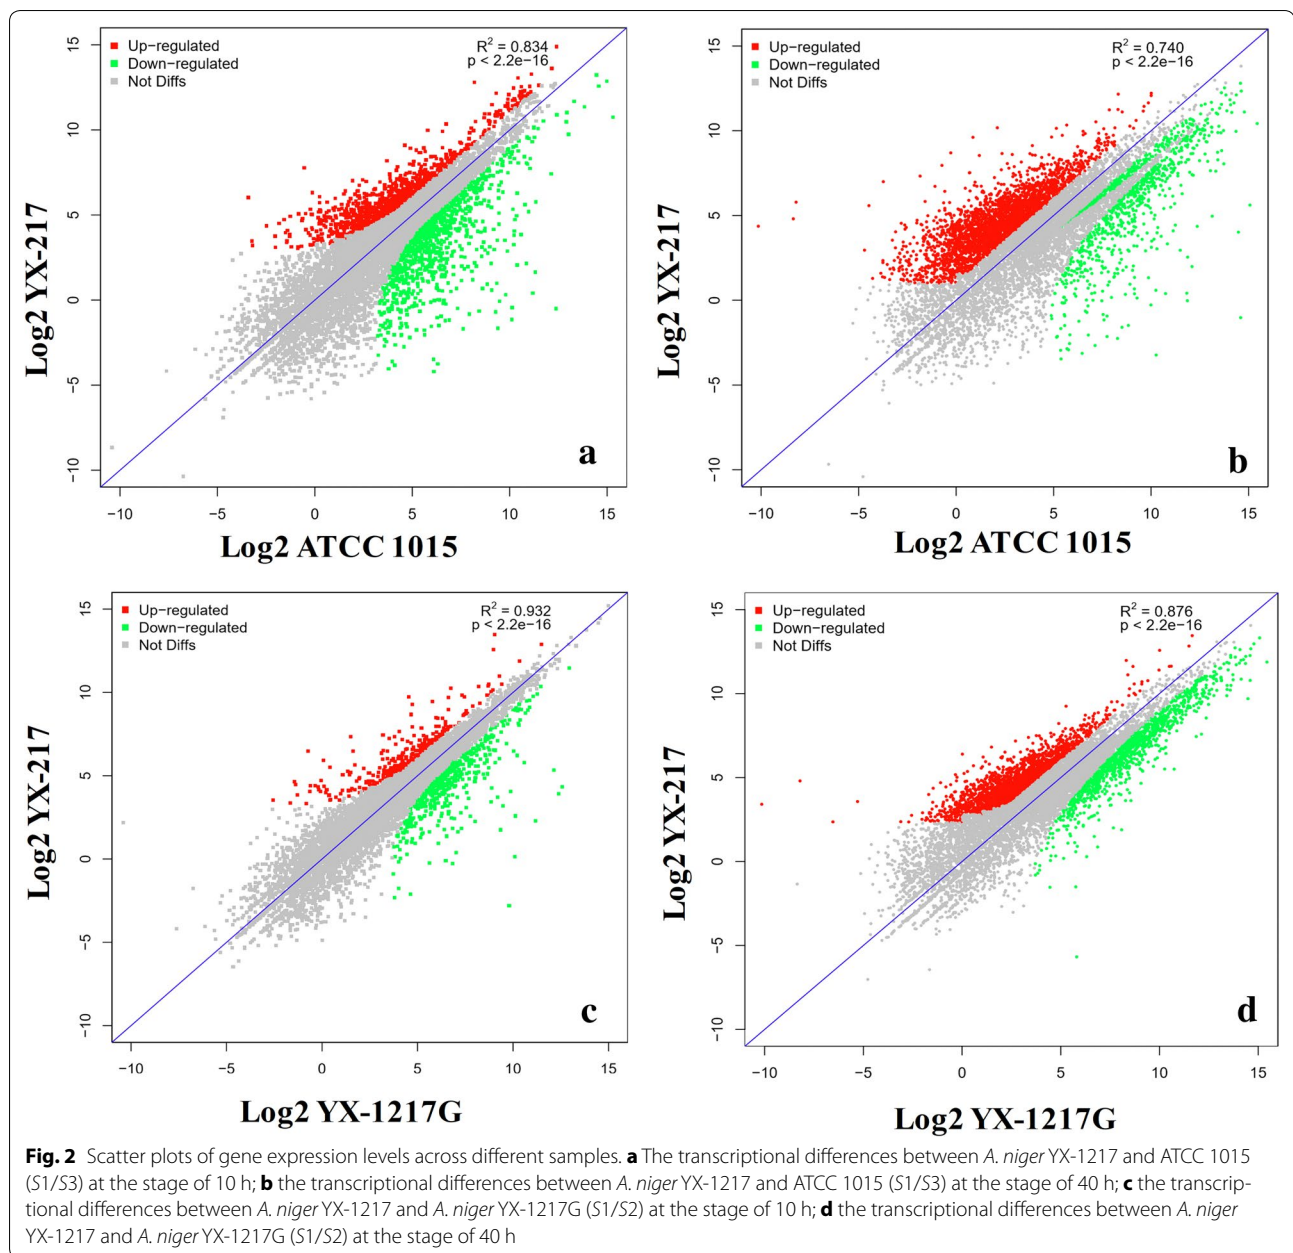 Up-regulated
Down-regulated
Not Diffs
R² = 0.834
p < 2.2e-16
15
10
5
0
-5
-10
Log2 YX-217
a
-10 -5 0 5 10 15
Log2 ATCC 1015
Up-regulated
Down-regulated
Not Diffs
R² = 0.740
p < 2.2e-16
15
10
5
0
-5
-10
Log2 YX-217
b
-10 -5 0 5 10 15
Log2 ATCC 1015
Up-regulated
Down-regulated
Not Diffs
R² = 0.932
p < 2.2e-16
15
10
5
0
-5
-10
Log2 YX-217
c
-10 -5 0 5 10 15
Log2 YX-1217G
Up-regulated
Down-regulated
Not Diffs
R² = 0.876
p < 2.2e-16
15
10
5
0
-5
-10
Log2 YX-217
d
-10 -5 0 5 10 15
Log2 YX-1217G
Fig. 2 Scatter plots of gene expression levels across different samples. a The transcriptional differences between A. niger YX-1217 and ATCC 1015
(S1/S3) at the stage of 10 h; b the transcriptional differences between A. niger YX-1217 and ATCC 1015 (S1/S3) at the stage of 40 h; c the transcrip-
tional differences between A. niger YX-1217 and A. niger YX-1217G (S1/S2) at the stage of 10 h; d the transcriptional differences between A. niger
YX-1217 and A. niger YX-1217G (S1/S2) at the stage of 40 h